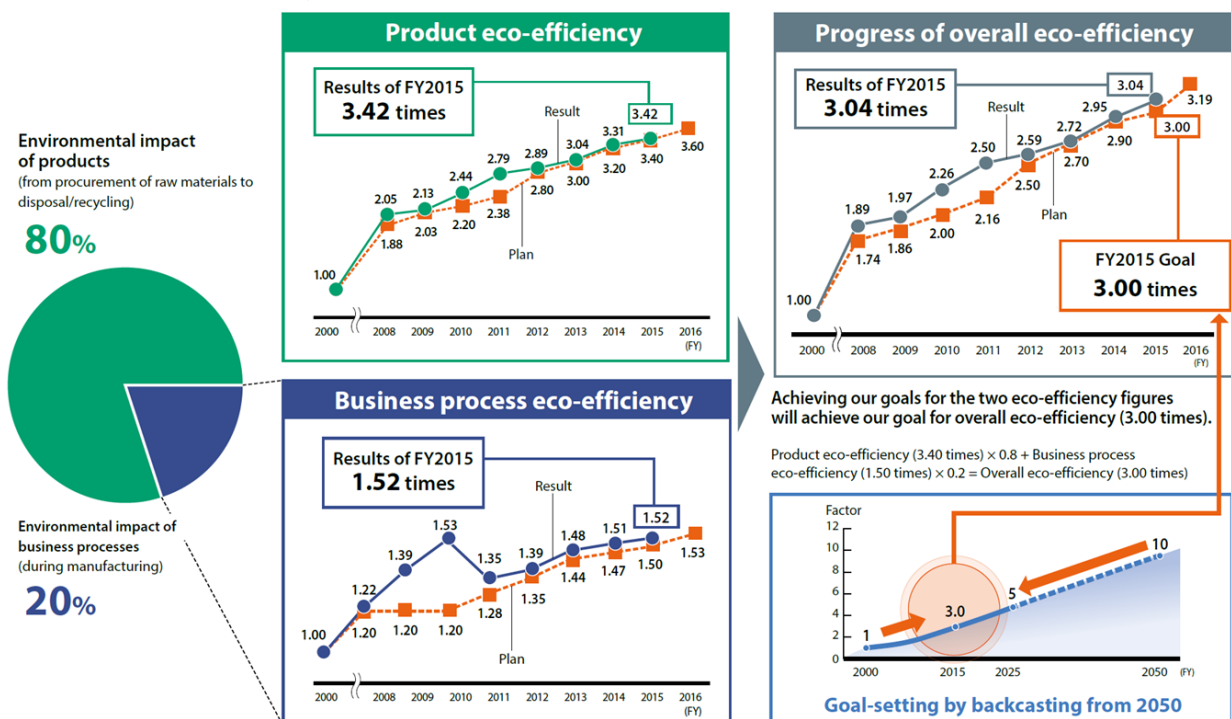 Environmental impact
of products
(from procurement of raw materials to
disposal/recycling)
80%
Environmental impact of
business processes
(during manufacturing)
20%
Product eco-efficiency
Results of FY2015
3.42 times
Result
Plan
1.00
2.05
2.13
2.44
2.79
2.89
3.04
3.31
3.42
1.88
2.03
2.20
2.38
2.80
3.00
3.20
3.40
3.60
2000 2008 2009 2010 2011 2012 2013 2014 2015 2016
(FY)
Business process eco-efficiency
Results of FY2015
1.52 times
Result
Plan
1.00
1.22
1.39
1.53
1.35
1.39
1.48
1.51
1.52
1.20
1.20
1.20
1.28
1.35
1.44
1.47
1.50
1.53
2000 2008 2009 2010 2011 2012 2013 2014 2015 2016
(FY)
Progress of overall eco-efficiency
Results of FY2015
3.04 times
Result
Plan
1.00
1.89
1.97
2.26
2.50
2.59
2.72
2.95
3.04
1.74
1.86
2.00
2.16
2.50
2.70
2.90
3.00
3.19
FY2015 Goal
3.00 times
2000 2008 2009 2010 2011 2012 2013 2014 2015 2016
(FY)
Achieving our goals for the two eco-efficiency figures
will achieve our goal for overall eco-efficiency (3.00 times).
Product eco-efficiency (3.40 times) × 0.8 + Business process
eco-efficiency (1.50 times) × 0.2 = Overall eco-efficiency (3.00 times)
Factor
12
10
8
6
4
2
0
1
3.0
5
10
2000 2015 2025 2050 (FY)
Goal-setting by backcasting from 2050